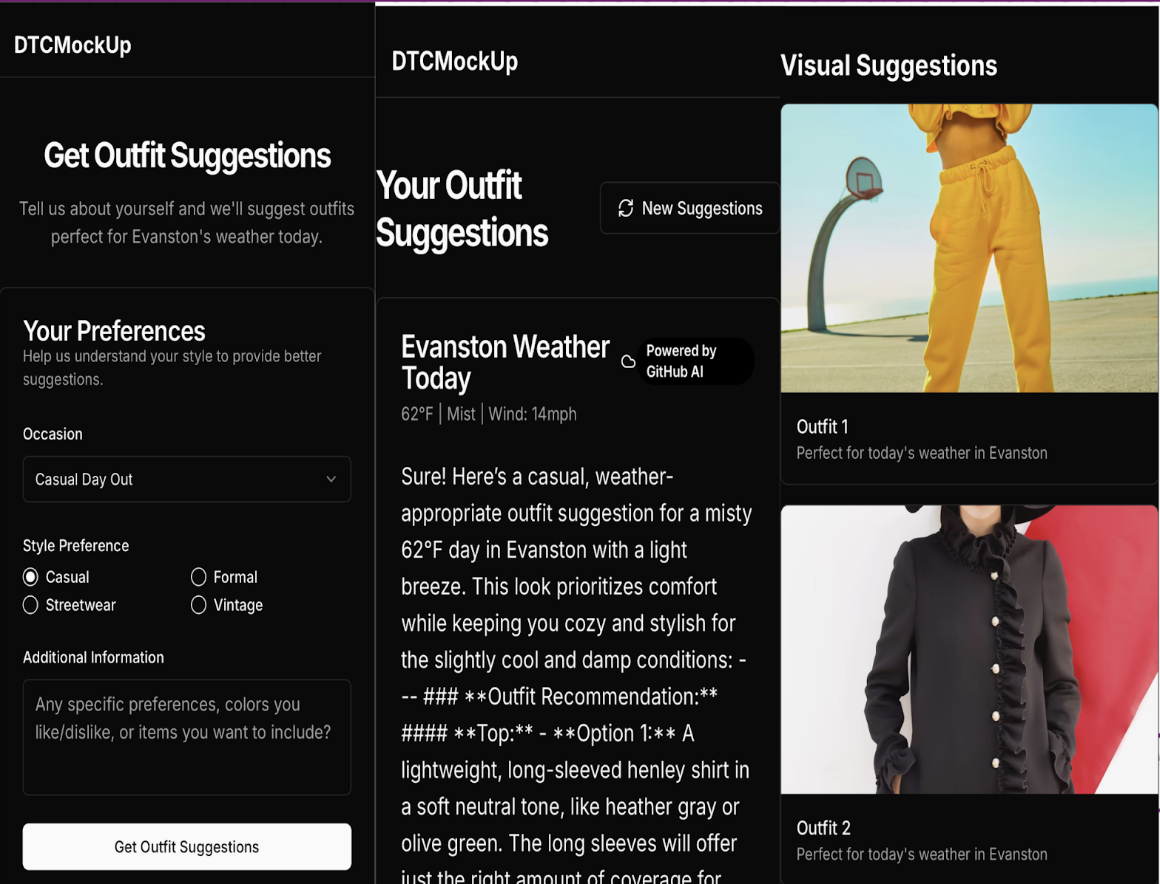 DTCMockUp
Get Outfit Suggestions
Tell us about yourself and we'll suggest outfits
perfect for Evanston's weather today.
Your Preferences
Help us understand your style to provide better
suggestions.
Occasion
Casual Day Out
Style Preference
Casual
Formal
Streetwear
Vintage
Additional Information
Any specific preferences, colors you
like/dislike, or items you want to include?
Get Outfit Suggestions
DTCMockUp
Your Outfit
Suggestions
New Suggestions
Evanston Weather
Today
Powered by
GitHub AI
62°F | Mist | Wind: 14mph
Sure! Here's a casual, weather-
appropriate outfit suggestion for a misty
62°F day in Evanston with a light
breeze. This look prioritizes comfort
while keeping you cozy and stylish for
the slightly cool and damp conditions: -
-- ### **Outfit Recommendation:**
#### **Top:** - **Option 1:** A
lightweight, long-sleeved henley shirt in
a soft neutral tone, like heather gray or
olive green. The long sleeves will offer
just the right amount of coverage for
Visual Suggestions
Outfit 1
Perfect for today's weather in Evanston
Outfit 2
Perfect for today's weather in Evanston